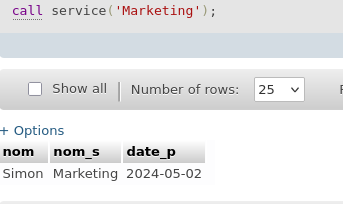 call service('Marketing');
Show all Number of rows: 25
+ Options
nom nom_s date_p
Simon Marketing 2024-05-02